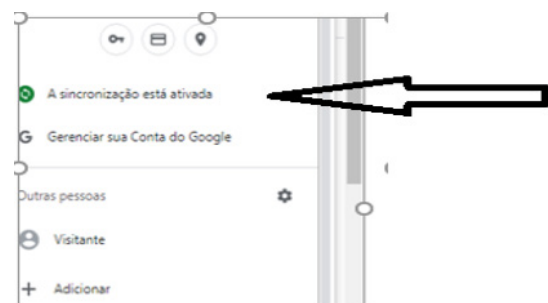 A sincronização está ativada
G Gerenciar sua Conta do Google
Outras pessoas
Visitante
+ Adicionar